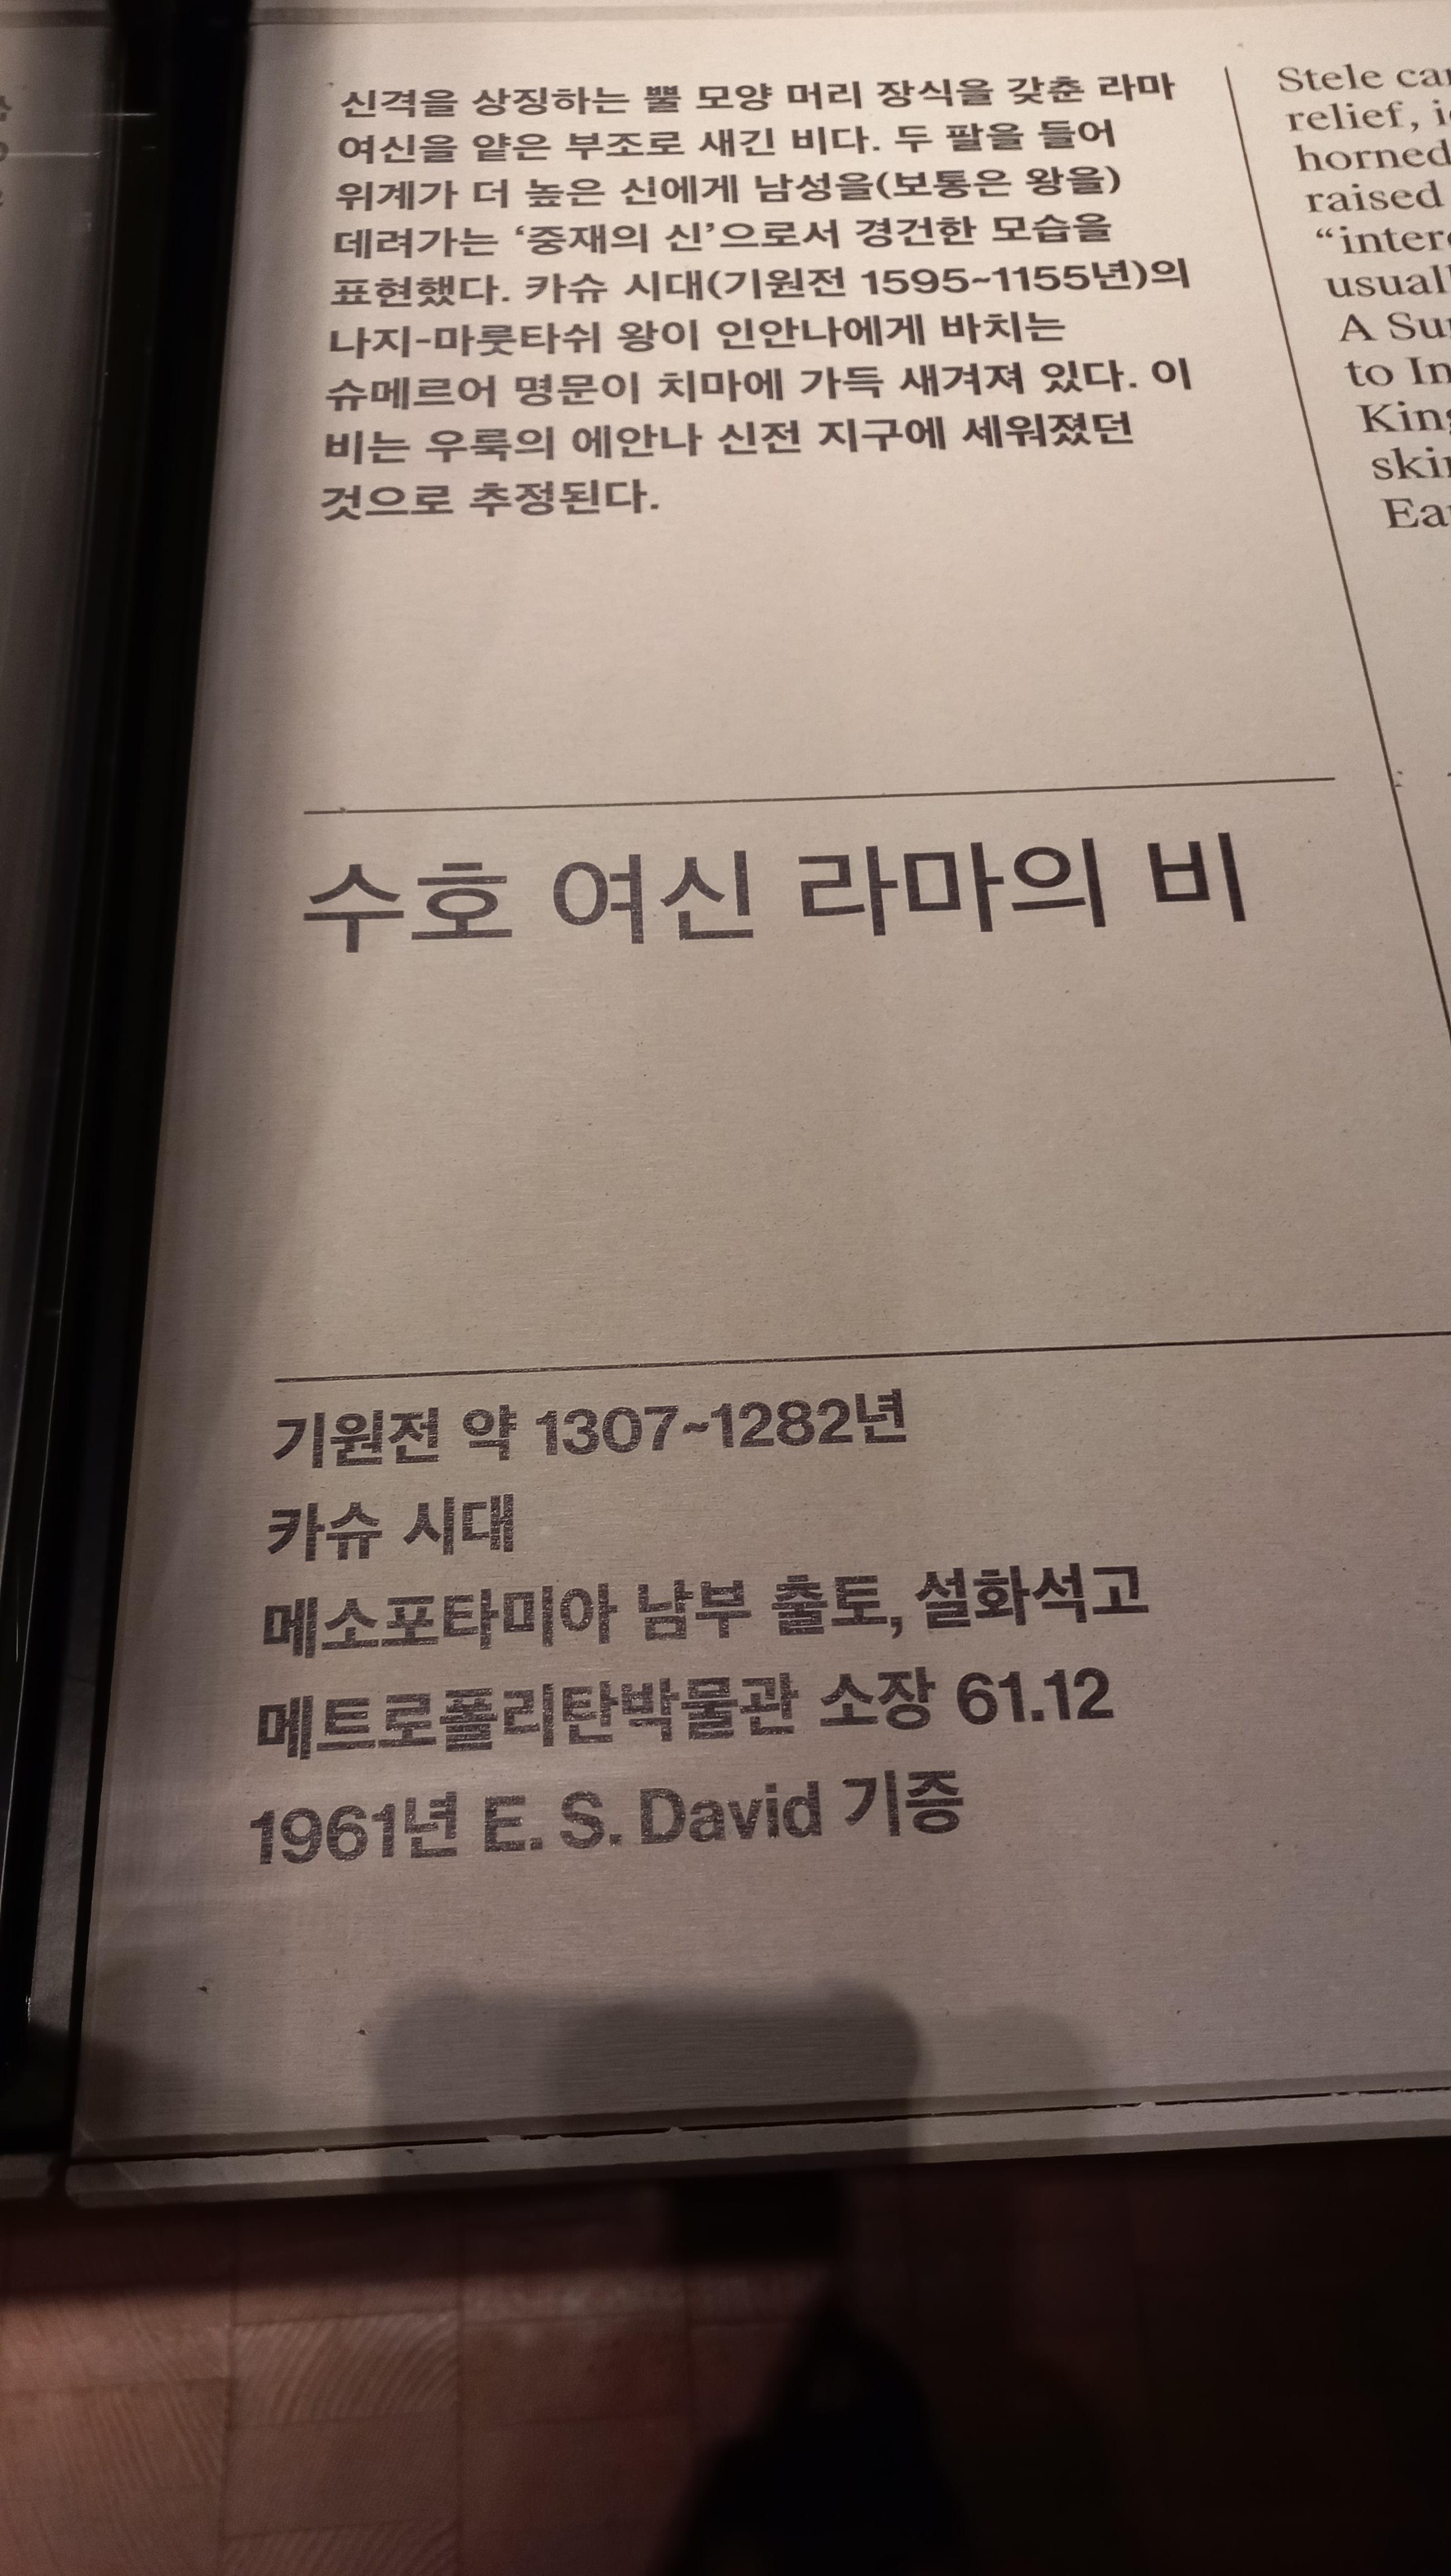 신격을 상징하는 뿔 모양 머리 장식을 갖춘 라마
여신을 얕은 부조로 새긴 비다. 두 팔을 들어
위계가 더 높은 신에게 남성을(보통은 왕을)
데려가는 ‘중재의 신’으로서 경건한 모습을
표현했다. 카슈 시대(기원전 1595~1155년)의
나지-마룻타쉬 왕이 인안나에게 바치는
슈메르어 명문이 치마에 가득 새겨져 있다. 이
비는 우룩의 에안나 신전 지구에 세워졌던
것으로 추정된다.
Stele
relief,
horned
raised
A
to
수호 여신 라마의 비
기원전 약 1307~1282년
카슈 시대
메소포타미아 남부 출토, 설화석고
메트로폴리탄박물관 소장 61.12
1961년 E. S. David 기증